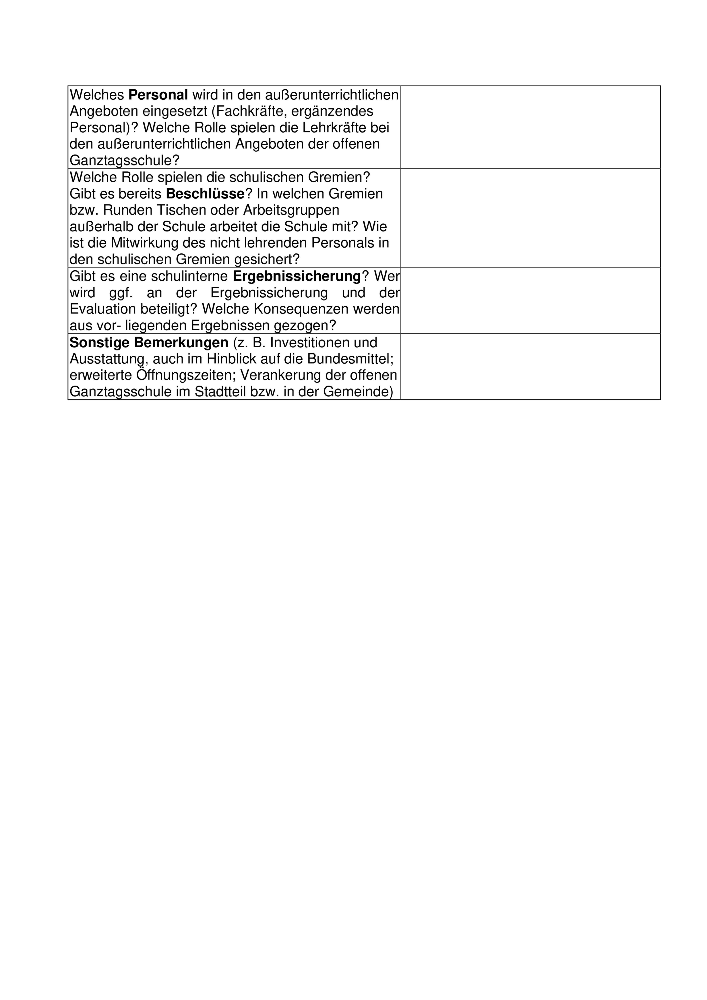 Welches Personal wird in den außerunterrichtlichen
Angeboten eingesetzt (Fachkräfte, ergänzendes
Personal)? Welche Rolle spielen die Lehrkräfte bei
den außerunterrichtlichen Angeboten der offenen
Ganztagsschule?
Welche Rolle spielen die schulischen Gremien?
Gibt es bereits Beschlüsse? In welchen Gremien
bzw. Runden Tischen oder Arbeitsgruppen
außerhalb der Schule arbeitet die Schule mit? Wie
ist die Mitwirkung des nicht lehrenden Personals in
den schulischen Gremien gesichert?
Gibt es eine schulinterne Ergebnissicherung? Wer
wird ggf. an der Ergebnissicherung und der
Evaluation beteiligt? Welche Konsequenzen werden
aus vor- liegenden Ergebnissen gezogen?
Sonstige Bemerkungen (z. B. Investitionen und
Ausstattung, auch im Hinblick auf die Bundesmittel;
erweiterte Öffnungszeiten; Verankerung der offenen
Ganztagsschule im Stadtteil bzw. in der Gemeinde)